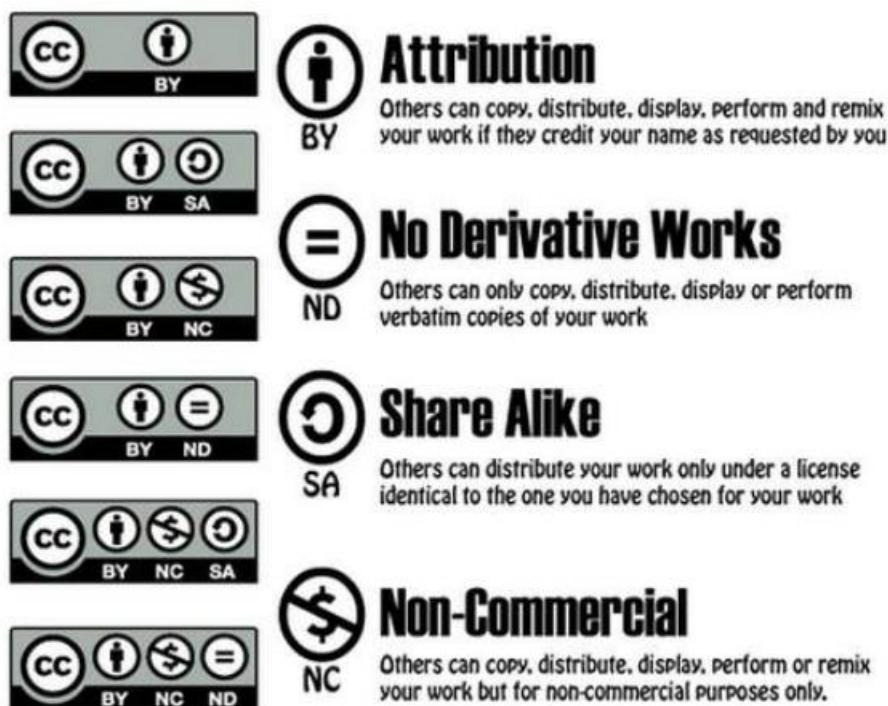 CC
BY
CC
BY SA
CC
BY NC
CC
BY ND
CC
BY NC SA
CC
BY NC ND
BY
Attribution
Others can copy, distribute, display, perform and remix
your work if they credit your name as requested by you
ND
No Derivative Works
Others can only copy, distribute, display or perform
verbatim copies of your work
SA
Share Alike
Others can distribute your work only under a license
identical to the one you have chosen for your work
$
NC
Non-Commercial
Others can copy, distribute, display, perform or remix
your work but for non-commercial purposes only.